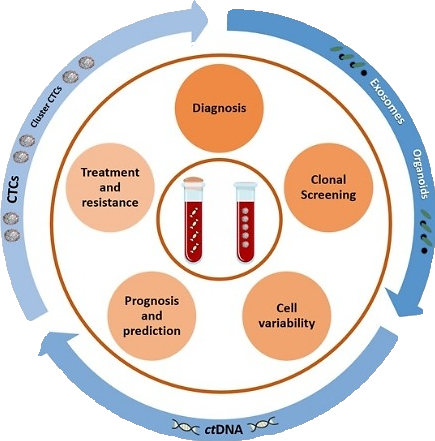 Diagnosis
Clonal
Screening
Cell
variability
Prognosis
and
prediction
Treatment
and
resistance
CTCs
Cluster CTCs
Exosomes
Organoids
ctDNA